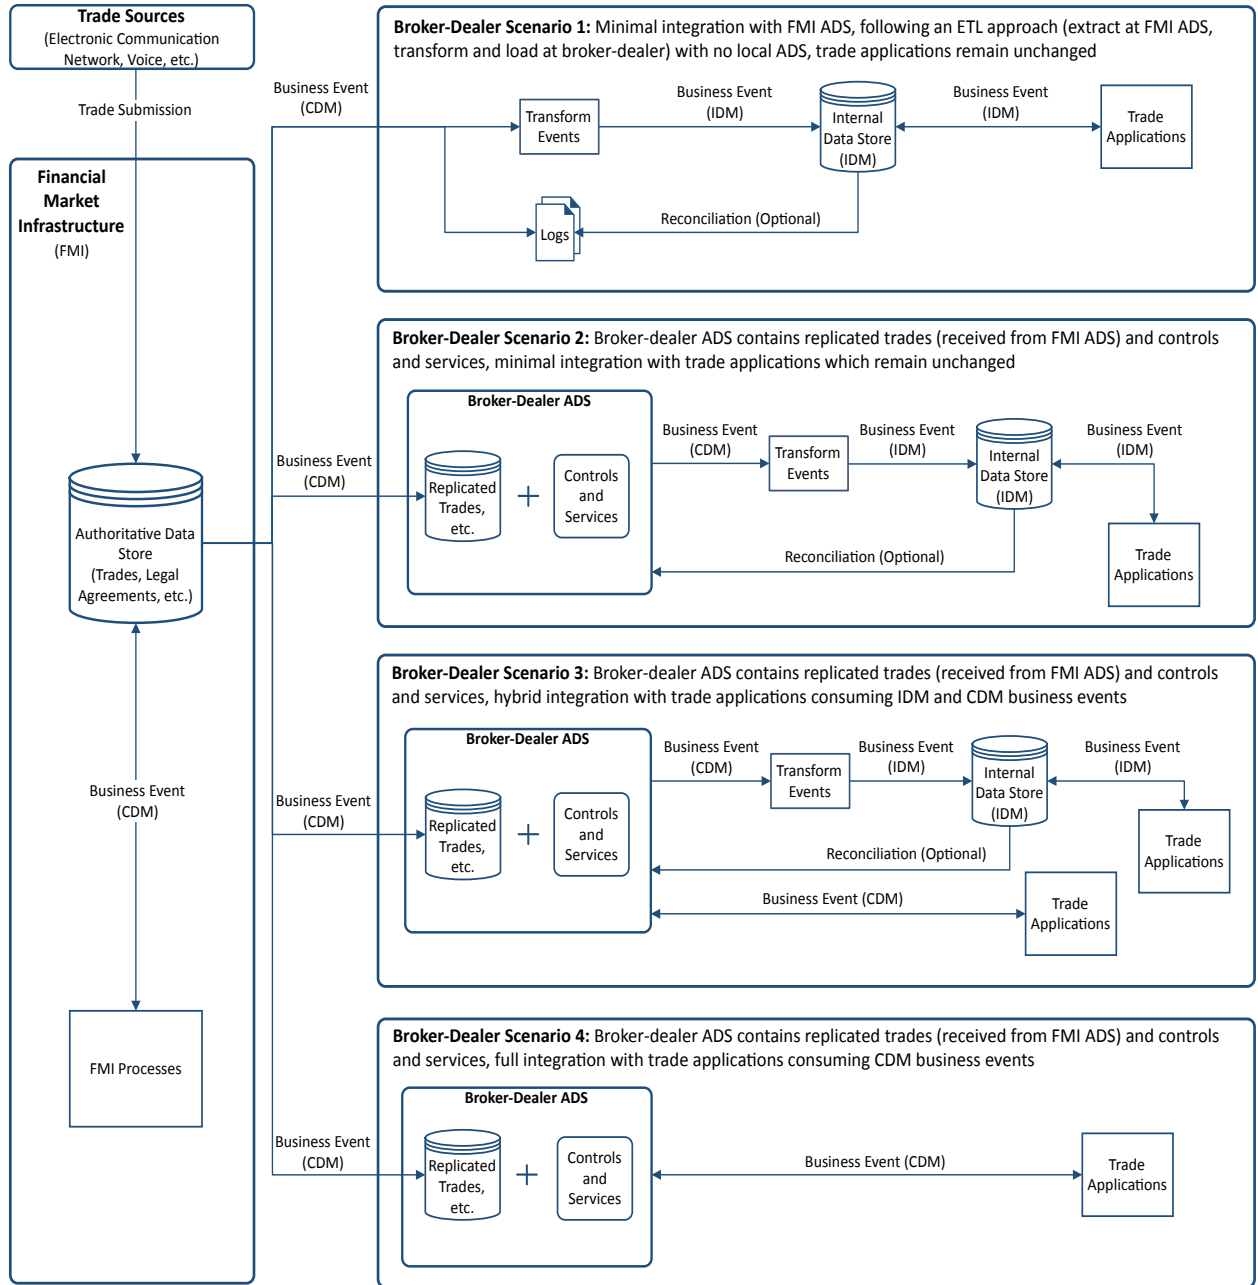 Trade Sources
(Electronic Communication
Network, Voice, etc.)
Trade Submission
Financial
Market
Infrastructure
(FMI)
Authoritative Data
Store
(Trades, Legal
Agreements, etc.)
Business Event
(CDM)
FMI Processes
Business Event
(CDM)
Broker-Dealer Scenario 1: Minimal integration with FMI ADS, following an ETL approach (extract at FMI ADS,
transform and load at broker-dealer) with no local ADS, trade applications remain unchanged
Transform
Events
Business Event
(IDM)
Internal
Data Store
(IDM)
Business Event
(IDM)
Trade
Applications
Logs
Reconciliation (Optional)
Business Event
(CDM)
Broker-Dealer Scenario 2: Broker-dealer ADS contains replicated trades (received from FMI ADS) and controls
and services, minimal integration with trade applications which remain unchanged
Broker-Dealer ADS
Replicated
Trades,
etc.
+
Controls
and
Services
Business Event
(CDM)
Transform
Events
Business Event
(IDM)
Internal
Data Store
(IDM)
Business Event
(IDM)
Trade
Applications
Reconciliation (Optional)
Business Event
(CDM)
Broker-Dealer Scenario 3: Broker-dealer ADS contains replicated trades (received from FMI ADS) and controls
and services, hybrid integration with trade applications consuming IDM and CDM business events
Broker-Dealer ADS
Replicated
Trades,
etc.
+
Controls
and
Services
Business Event
(CDM)
Transform
Events
Business Event
(IDM)
Internal
Data Store
(IDM)
Business Event
(IDM)
Trade
Applications
Reconciliation (Optional)
Business Event (CDM)
Trade
Applications
Business Event
(CDM)
Broker-Dealer Scenario 4: Broker-dealer ADS contains replicated trades (received from FMI ADS) and controls
and services, full integration with trade applications consuming CDM business events
Broker-Dealer ADS
Replicated
Trades,
etc.
+
Controls
and
Services
Business Event (CDM)
Trade
Applications